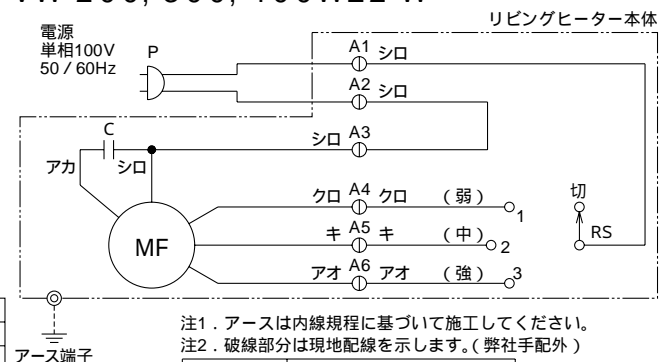 リビングヒーター本体
電源
単相100V
50 / 60Hz
P
A1 シロ
A2 シロ
シロ A3
C
アカ シロ
クロ A4 クロ (弱) 1
キ A5 キ (中) 2
アオ A6 アオ (強) 3
切
RS
MF
アース端子
注1．アースは内線規程に基づいて施工してください。
注2．破線部分は現地配線を示します。(弊社手配外)